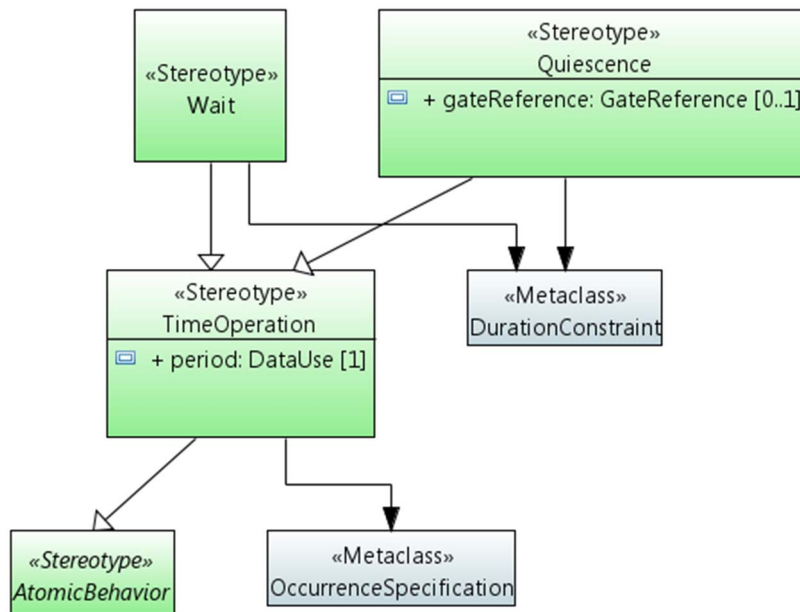 «Stereotype»
Wait
«Stereotype»
Quiescence
+ gateReference: GateReference [0..1]
«Stereotype»
TimeOperation
+ period: DataUse [1]
«Metaclass»
DurationConstraint
«Stereotype»
AtomicBehavior
«Metaclass»
OccurrenceSpecification